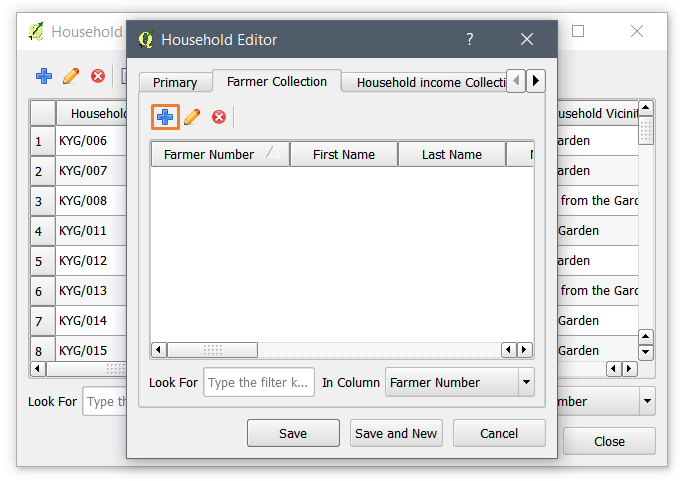 Household
Household Editor
?
Primary
Farmer Collection
Household income Collecti
Household
usehold Vicinit
Farmer Number
First Name
Last Name
1 KYG/006 arden
2 KYG/007 arden
3 KYG/008 from the Gard
4 KYG/011 Garden
5 KYG/012 arden
6 KYG/013 from the Gard
7 KYG/014 Garden
8 KYG/015 Garden
Look For
Type the filter k...
In Column
Farmer Number
Look For
Type th
mber
Save
Save and New
Cancel
Close